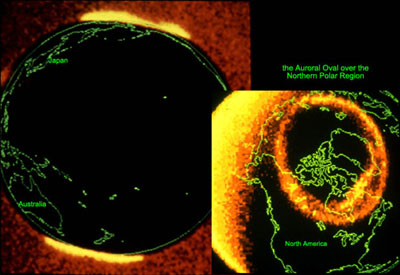 Japan
Australia
the Auroral Oval over the
Northern Polar Region
North America